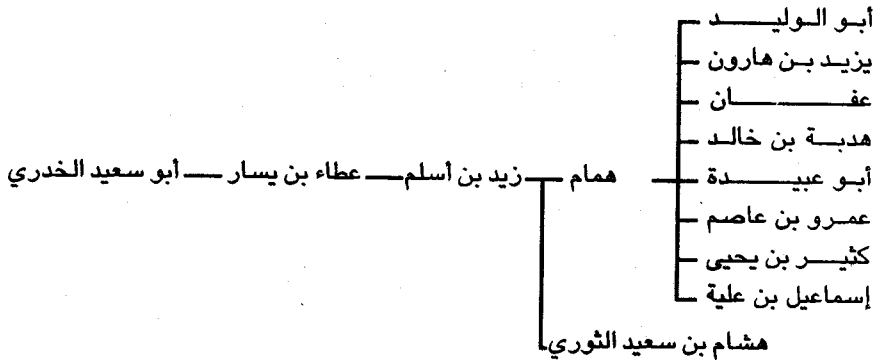 أبو الوليد
يزيد بن هارون
عفان
هدبة بن خالد
أبو عبيدة
همام
زيد بن أسلم
عطاء بن يسار
أبو سعيد الخدري
عمرو بن عاصم
كثير بن يحيى
إسماعيل بن علية
هشام بن سعيد الثوري